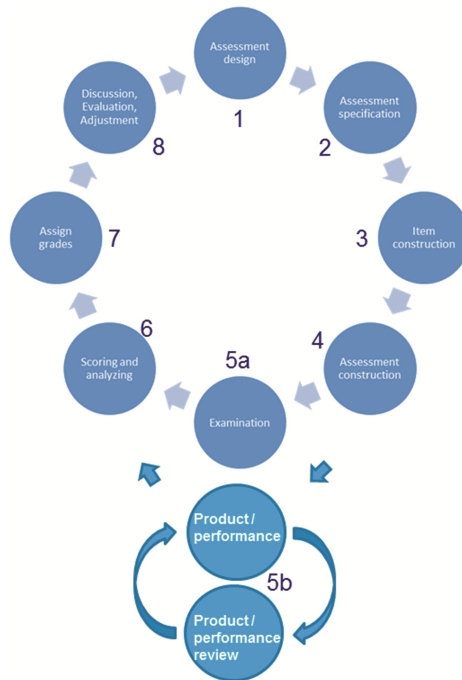 Assessment
design
1
Assessment
specification
2
Item
construction
3
Assessment
construction
4
Examination
5a
Product /
performance
5b
Product /
performance
review
Scoring and
analyzing
6
Assign
grades
7
Discussion,
Evaluation,
Adjustment
8